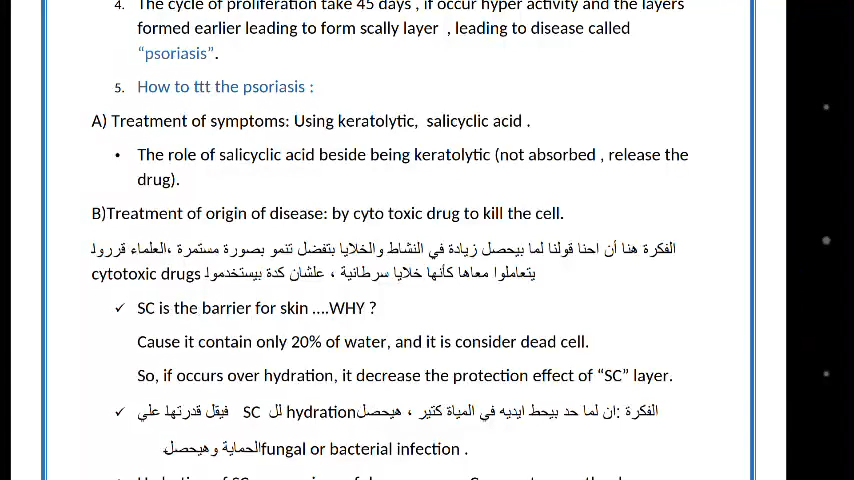 4. The cycle of proliferation take 45 days , if occur hyper activity and the layers
formed earlier leading to form scally layer , leading to disease called
“psoriasis”.
5. How to ttt the psoriasis :
A) Treatment of symptoms: Using keratolytic, salicyclic acid .
• The role of salicyclic acid beside being keratolytic (not absorbed , release the
drug).
B)Treatment of origin of disease: by cyto toxic drug to kill the cell.
الفكرة هنا أن احنا قولنا لما بيحصل زيادة في النشاط والخلايا بتفضل تنمو بصورة مستمرة ،العلماء قررولـ
يتعاملوا معاها كأنها خلايا سرطانية ، علشان كدة بيستخدمولـ cytotoxic drugs
✓ SC is the barrier for skin ….WHY ?
Cause it contain only 20% of water, and it is consider dead cell.
So, if occurs over hydration, it decrease the protection effect of “SC” layer.
✓ الفكرة :ان لما حد بيحط ايديه في المياة كتير ، هيحصلhydration لل SC فيقل قدرتها علي
الحماية وهيحصلfungal or bacterial infection .